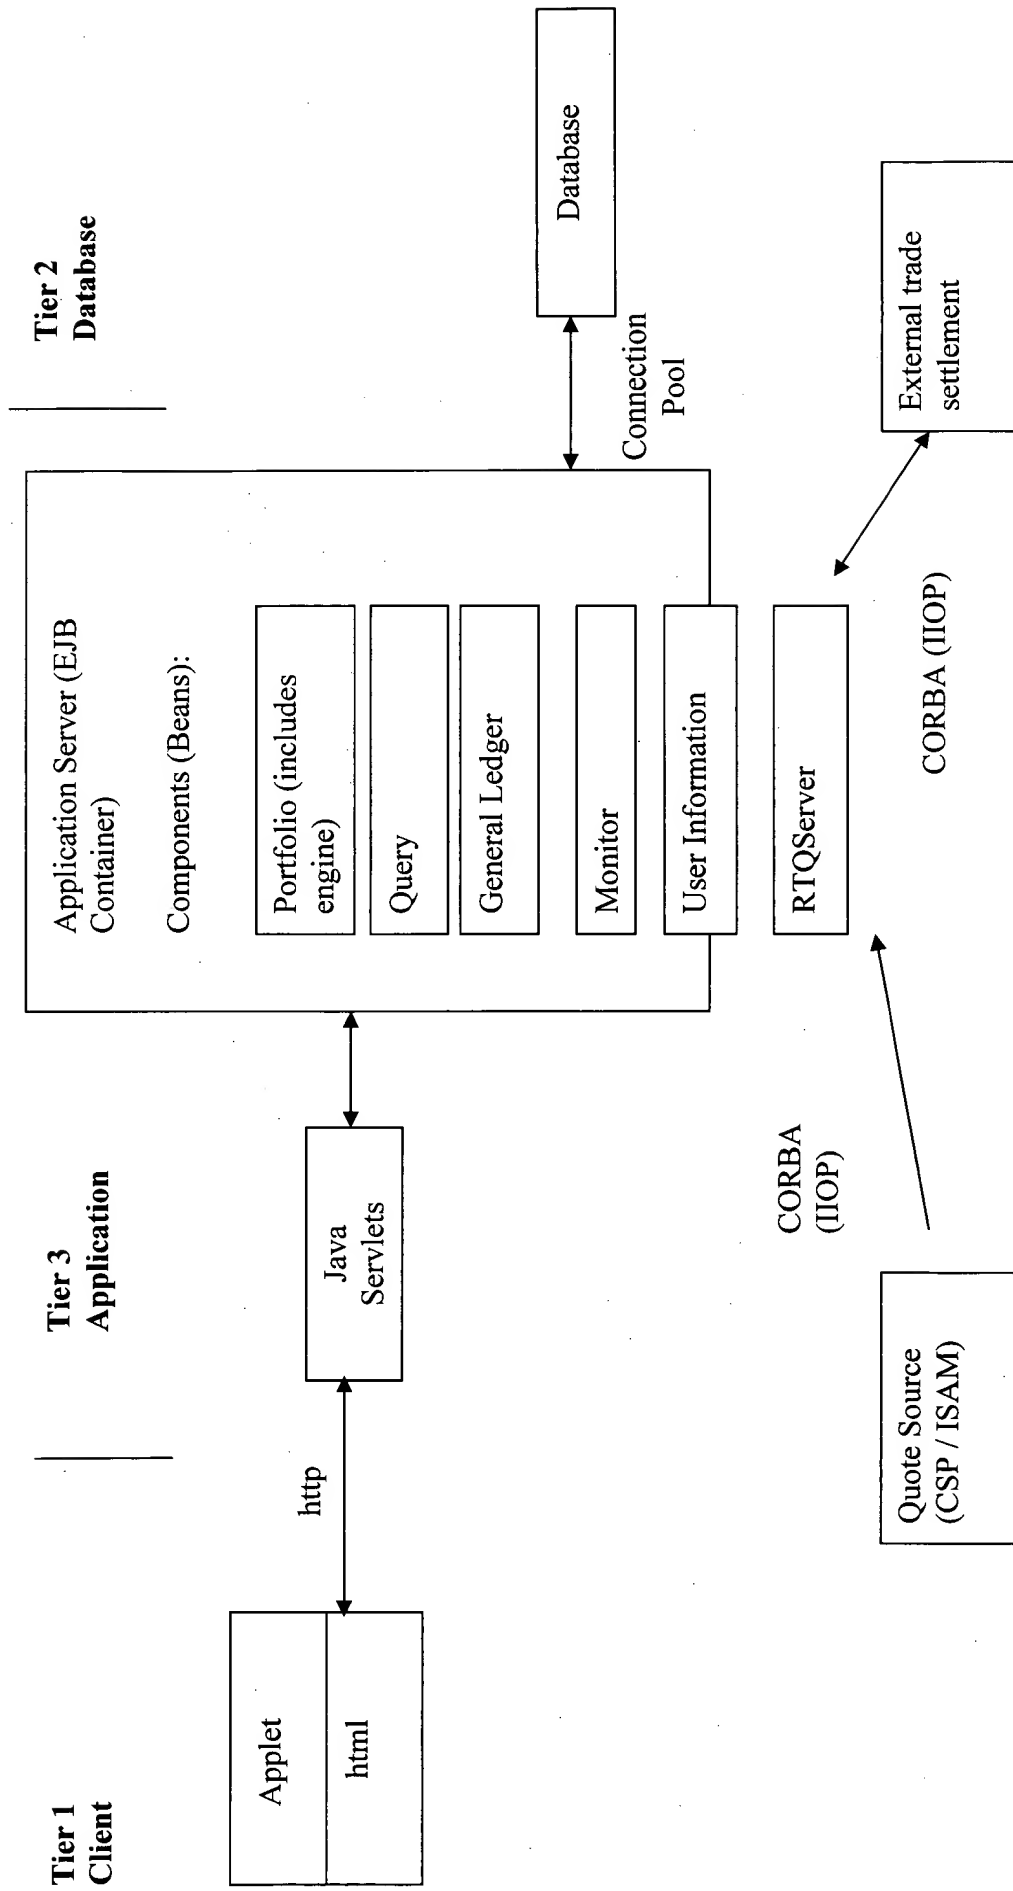 Tier 1
Client
Tier 3
Application
Tier 2
Database
Applet
html
http
Java
Servlets
Application Server (EJB
Container)
Components (Beans):
Portfolio (includes
engine)
Query
General Ledger
Monitor
User Information
RTQServer
Connection
Pool
Database
CORBA
(IIOP)
CORBA (IIOP)
Quote Source
(CSP / ISAM)
External trade
settlement